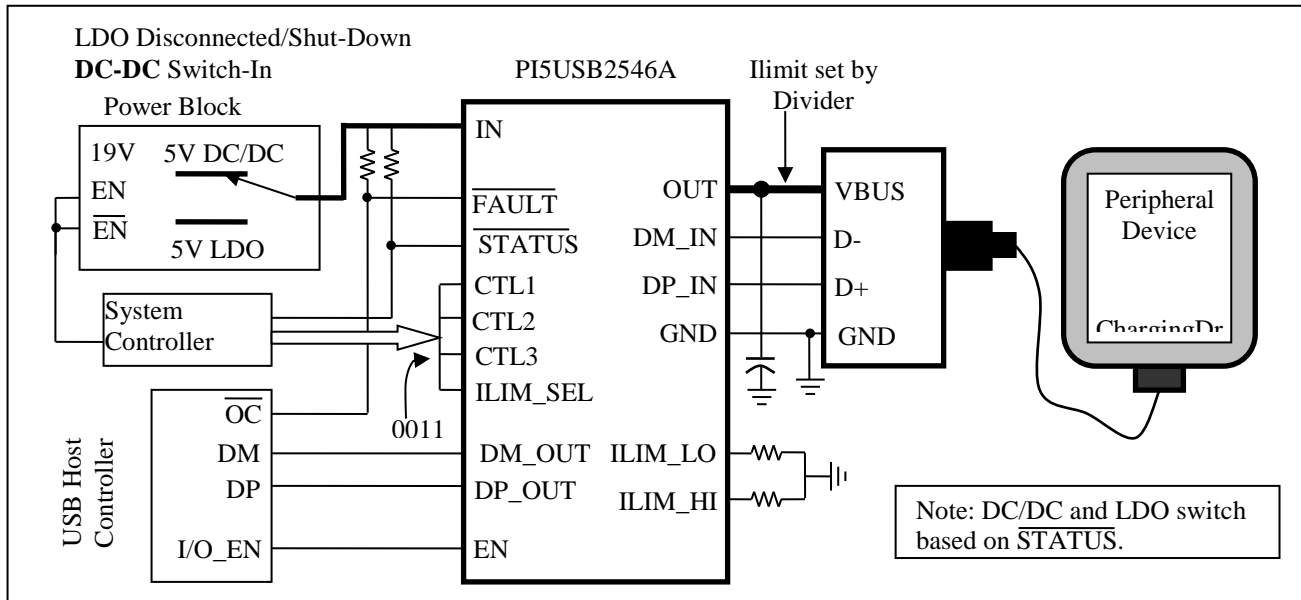 LDO Disconnected/Shut-Down
DC-DC Switch-In
Power Block
19V
5V DC/DC
EN
EN
5V LDO
System
Controller
USB Host
Controller
OC
DM
DP
I/O_EN
0011
PI5USB2546A
IN
FAULT
STATUS
CTL1
CTL2
CTL3
ILIM_SEL
DM_OUT
DP_OUT
EN
OUT
DM_IN
DP_IN
GND
ILIM_LO
ILIM_HI
Ilimit set by
Divider
VBUS
D-
D+
GND
Peripheral
Device
ChargingDr
Note: DC/DC and LDO switch
based on STATUS.